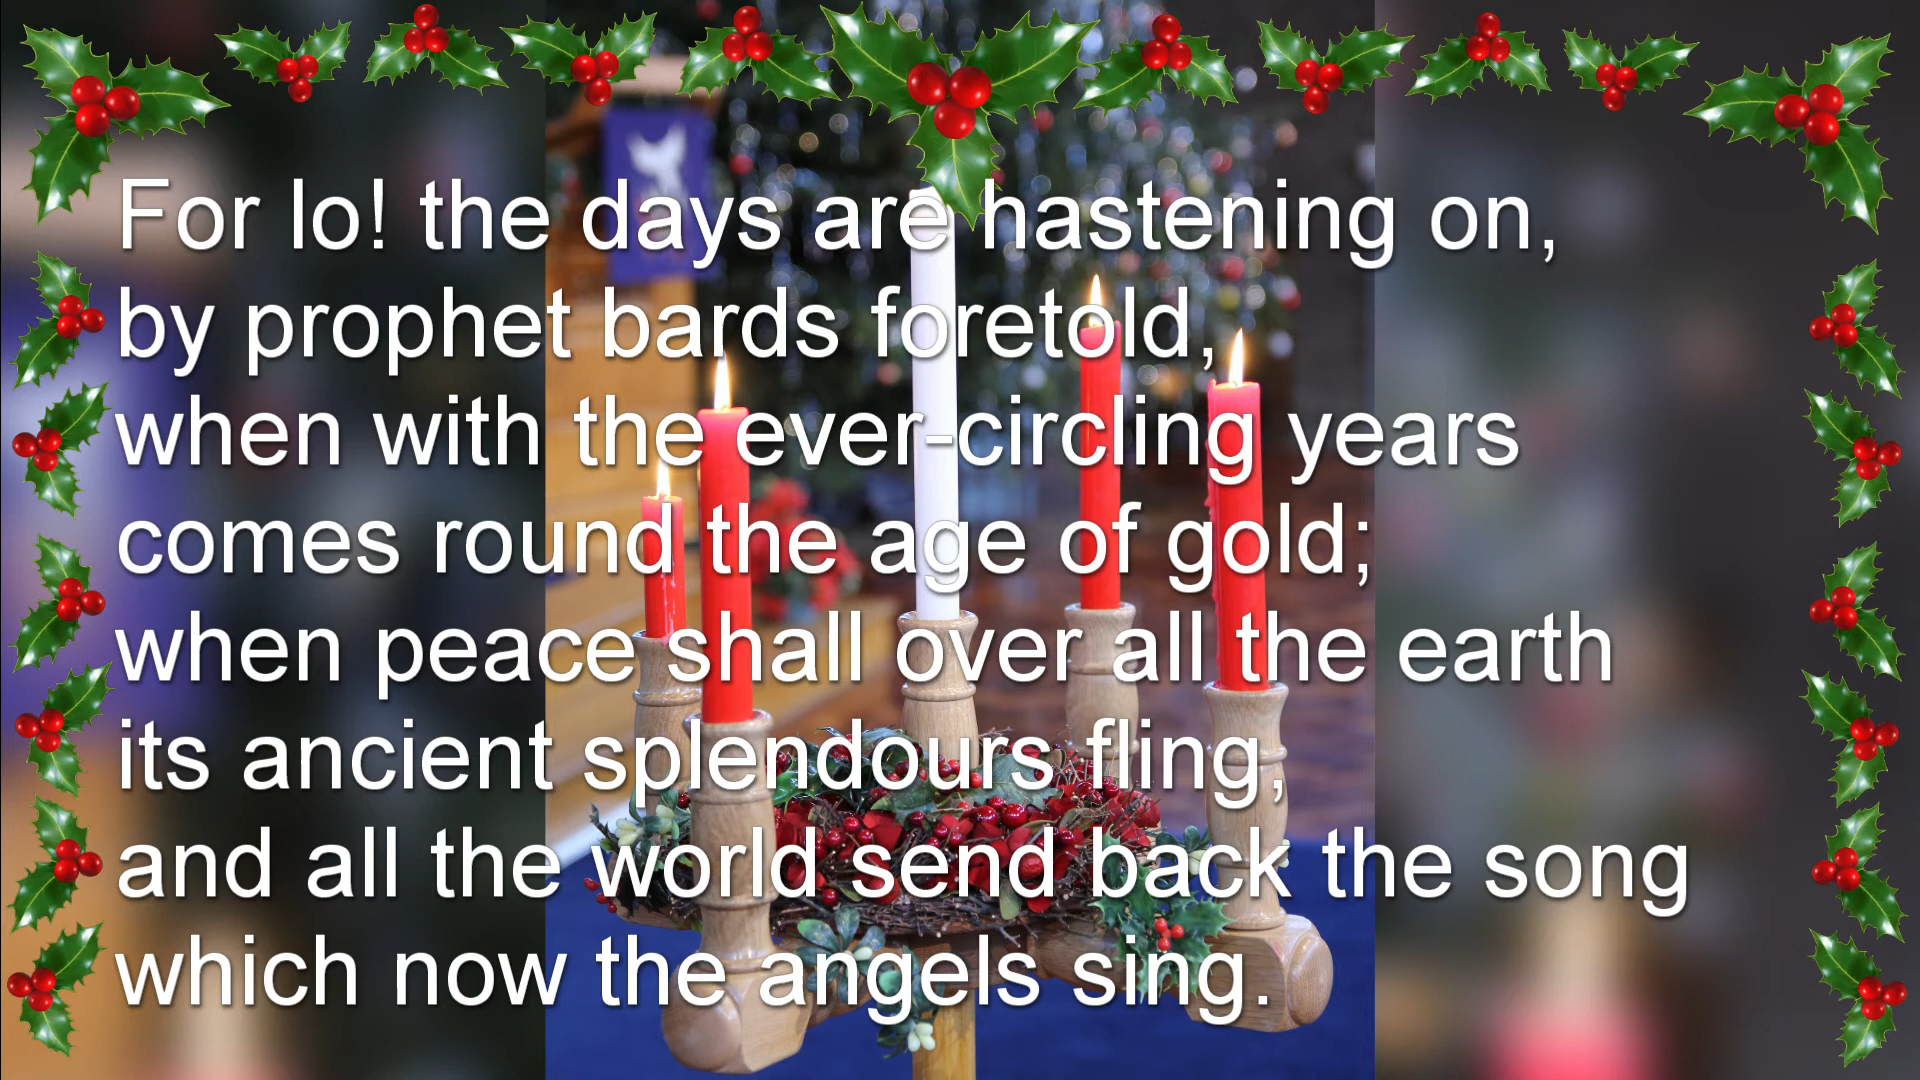 For lo! the days are hastening on,
by prophet bards foretold,
when with the ever-circling years
comes round the age of gold;
when peace shall over all the earth
its ancient splendours fling,
and all the world send back the song
which now the angels sing.